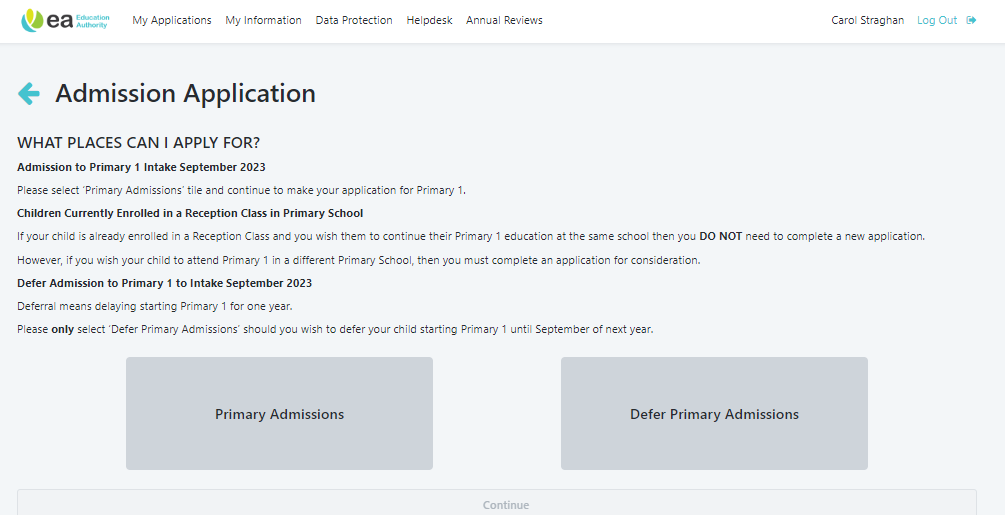 ea Education Authority
My Applications My Information Data Protection Helpdesk Annual Reviews Carol Straghan Log Out
Admission Application
WHAT PLACES CAN I APPLY FOR?
Admission to Primary 1 Intake September 2023
Please select ‘Primary Admissions’ tile and continue to make your application for Primary 1.
Children Currently Enrolled in a Reception Class in Primary School
If your child is already enrolled in a Reception Class and you wish them to continue their Primary 1 education at the same school then you DO NOT need to complete a new application.
However, if you wish your child to attend Primary 1 in a different Primary School, then you must complete an application for consideration.
Defer Admission to Primary 1 to Intake September 2023
Deferral means delaying starting Primary 1 for one year.
Please only select ‘Defer Primary Admissions’ should you wish to defer your child starting Primary 1 until September of next year.
Primary Admissions Defer Primary Admissions
Continue